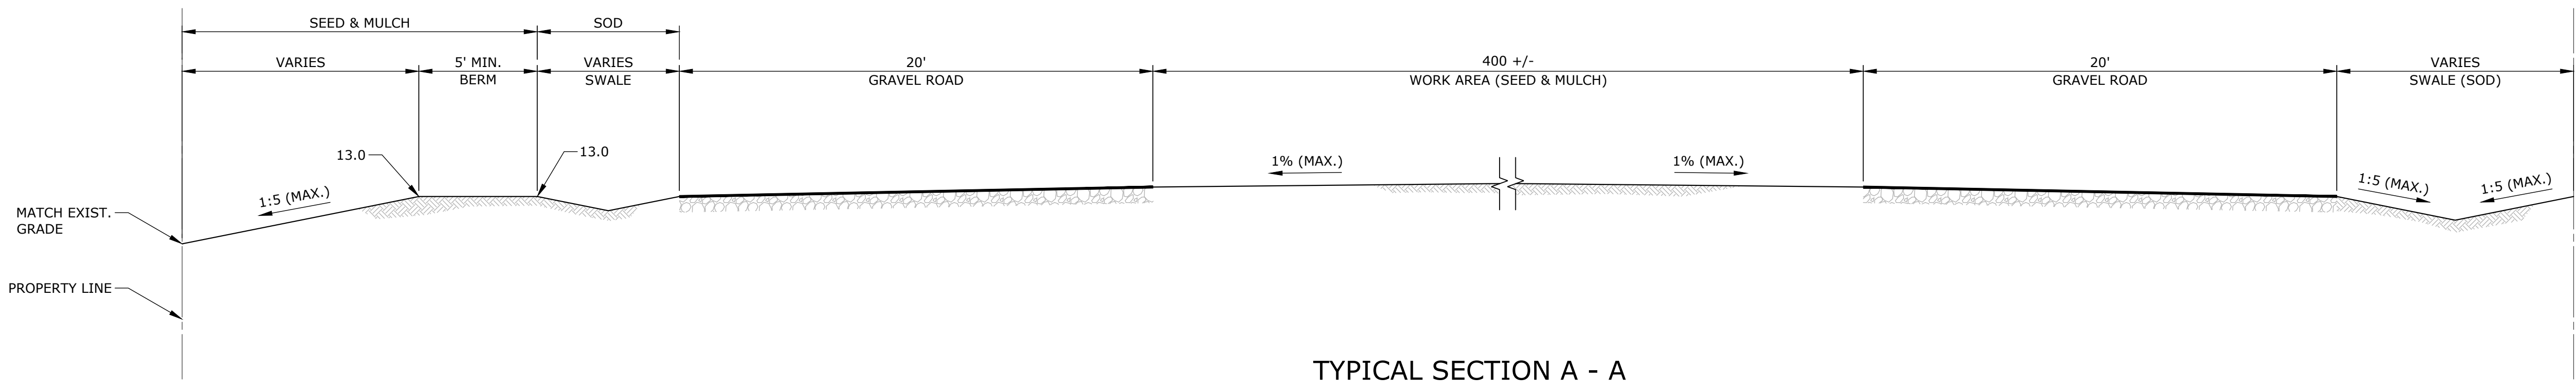 SEED & MULCH
SOD
VARIES
5' MIN.
BERM
VARIES
SWALE
20'
GRAVEL ROAD
400 +/-
WORK AREA (SEED & MULCH)
20'
GRAVEL ROAD
VARIES
SWALE (SOD)
13.0
13.0
1% (MAX.)
1% (MAX.)
1:5 (MAX.)
1:5 (MAX.)
1:5 (MAX.)
MATCH EXIST.
GRADE
PROPERTY LINE
TYPICAL SECTION A - A